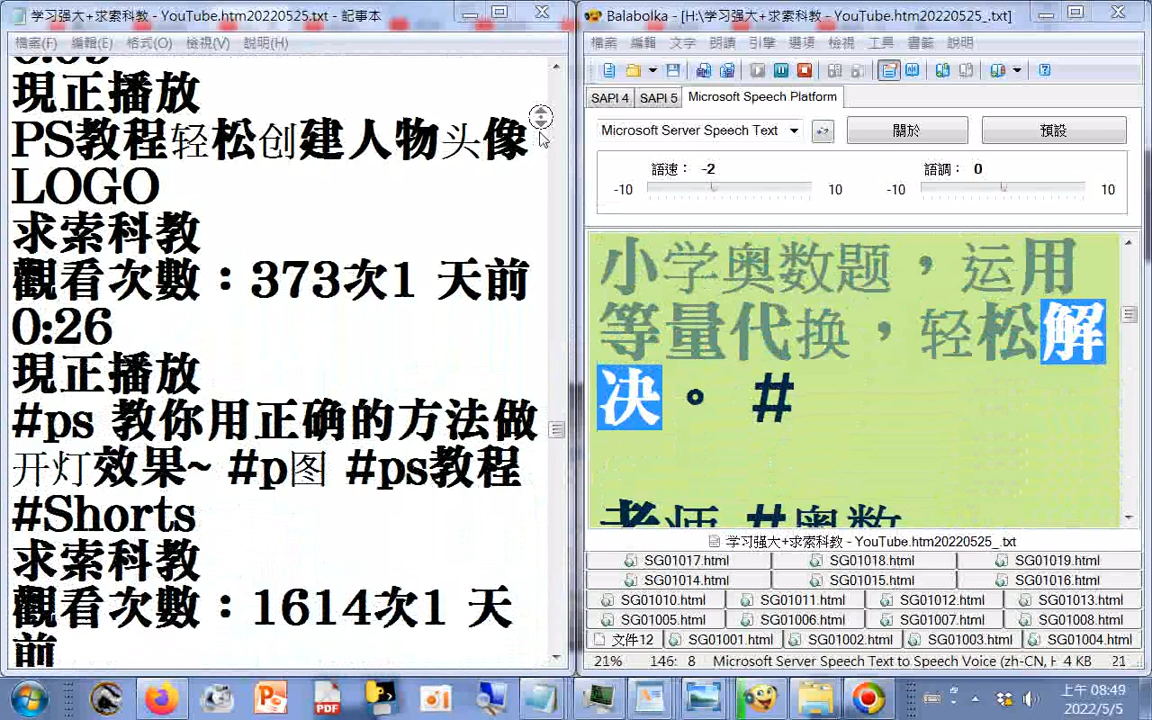 学习强大+求索科教 - YouTube.htm20220525.txt - 記事本
檔案(F) 編輯(E) 格式(O) 檢視(V) 說明(H)
現正播放
PS教程轻松创建人物头像
LOGO
求索科教
觀看次數：373次1 天前
0:26
現正播放
#ps 教你用正确的方法做
开灯效果~ #p图 #ps教程
#Shorts
求索科教
觀看次數：1614次1 天
前
Balabolka - [H:\学习强大+求索科教 - YouTube.htm20220525_.txt]
檔案 編輯 文字 朗讀 引擎 選項 檢視 工具 書籤 說明
SAPI 4 SAPI 5 Microsoft Speech Platform
Microsoft Server Speech Text 關於 預設
語速： -2 語調： 0
-10 10 -10 10
小学奥数题，运用
等量代换，轻松解
决。 #
老师 #奥数
学习强大+求索科教 - YouTube.htm20220525_.txt
SG01017.html SG01018.html SG01019.html
SG01014.html SG01015.html SG01016.html
SG01010.html SG01011.html SG01012.html SG01013.html
SG01005.html SG01006.html SG01007.html SG01008.html
文件12 SG01001.html SG01002.html SG01003.html SG01004.html
21% 146: 8 Microsoft Server Speech Text to Speech Voice (zh-CN, H 4 KB 21
上午 08:49
2022/5/5